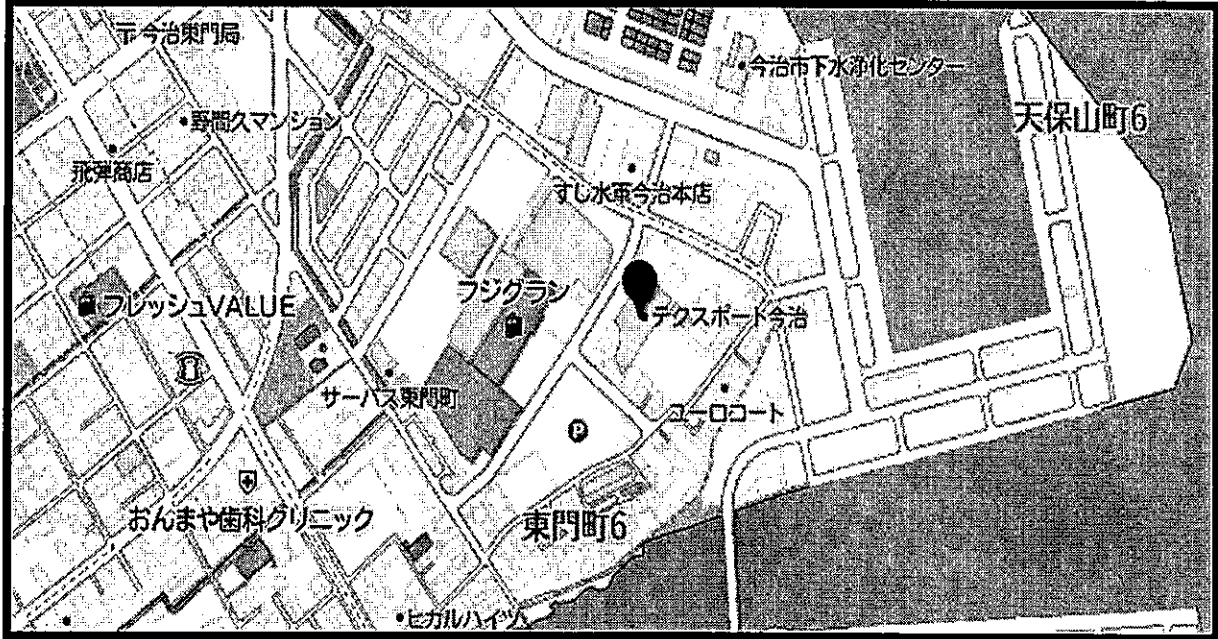 〒今治東門局
今治市下水浄化センター
天保山町6
野間久マンション
飛弾商店
すし水軍今治本店
フジグラン
フレッシュVALUE
テクスポート今治
サーパス東門町
ユーロコート
P
おんまや歯科クリニック
東門町6
ヒカルハイツ